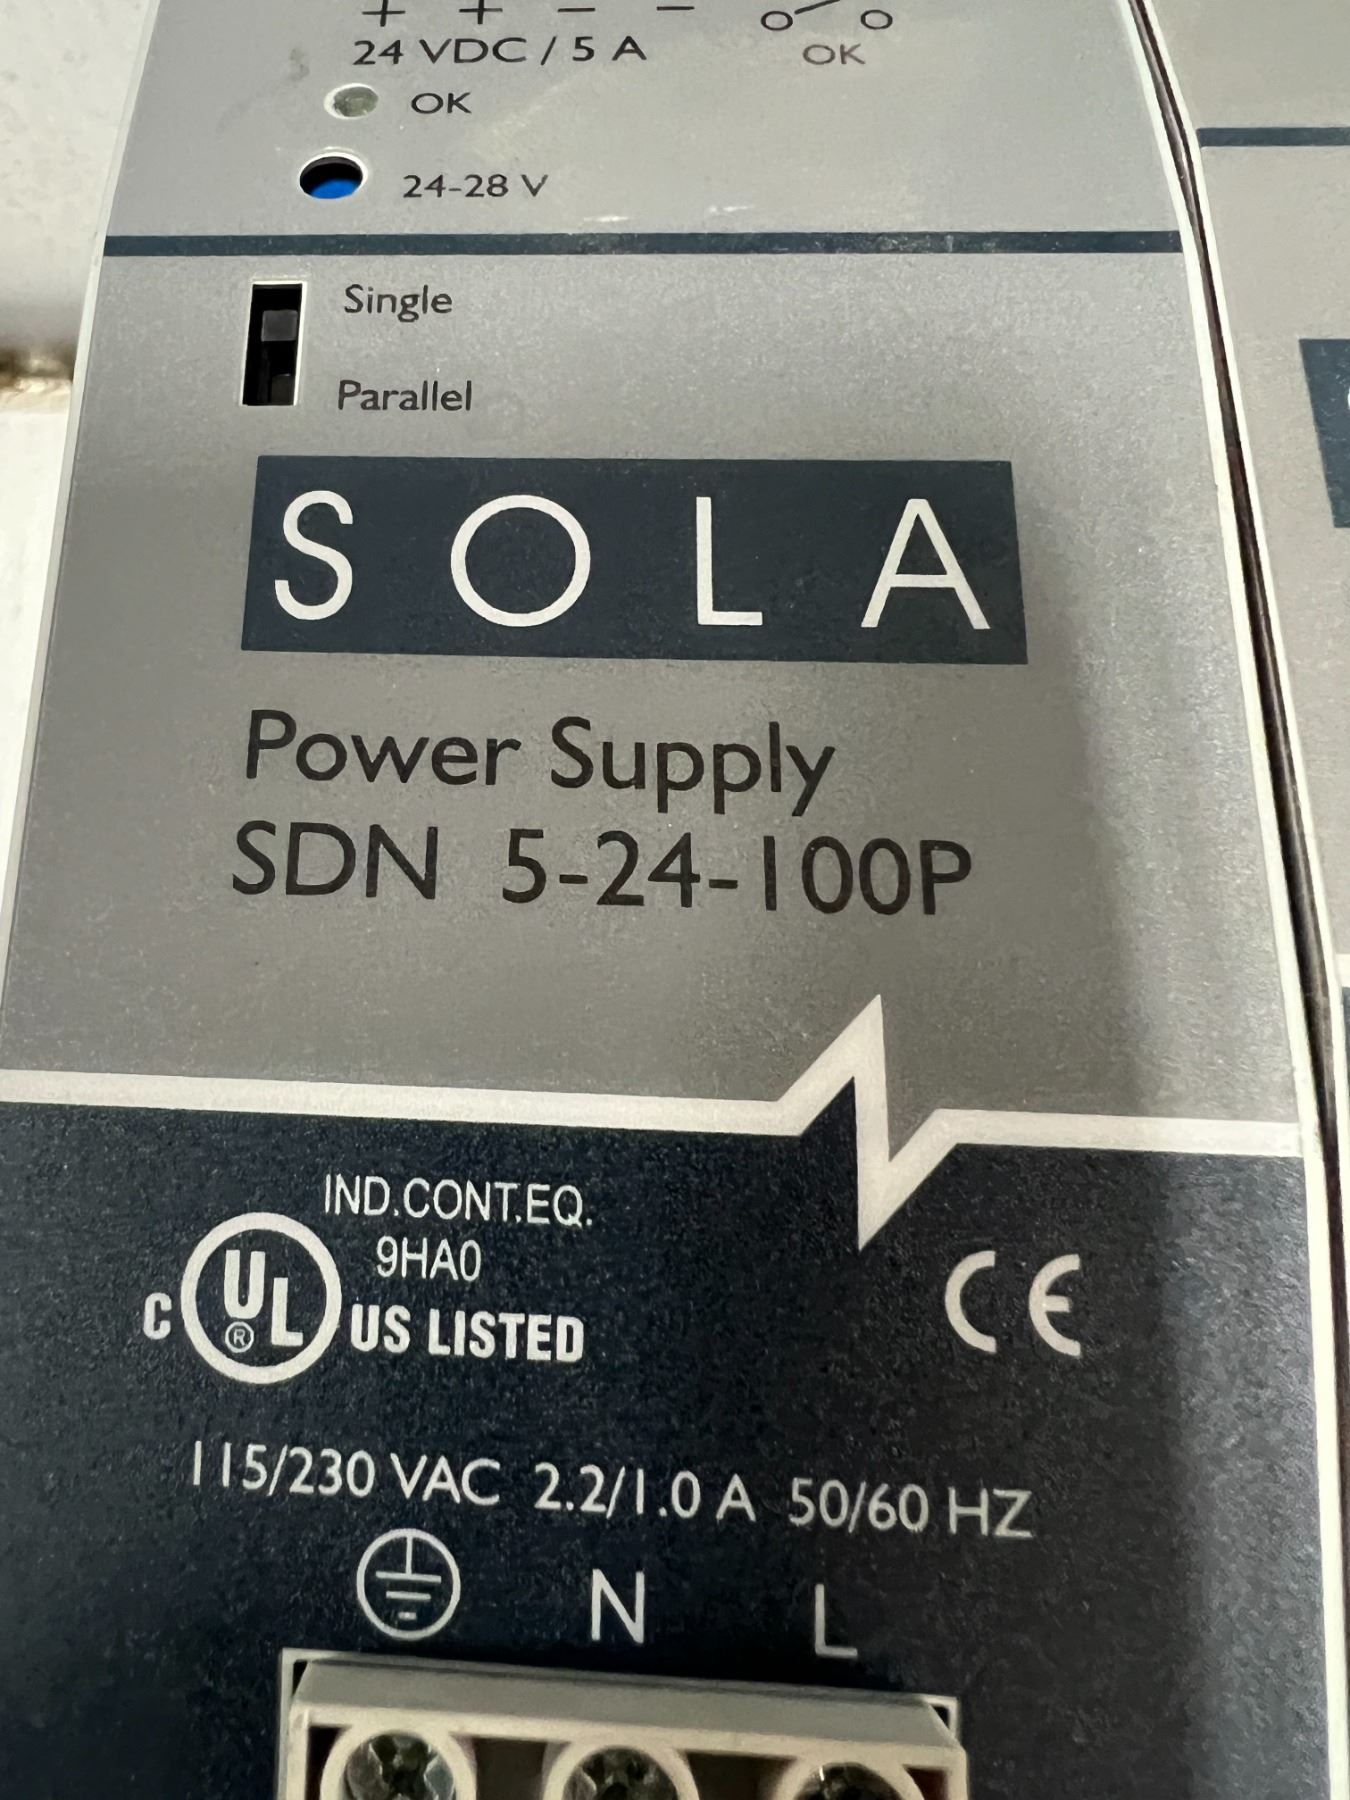 + + − −
24 VDC / 5 A
OK
OK
24-28 V
Single
Parallel
SOLA
Power Supply
SDN 5-24-100P
IND.CONT.EQ.
9HA0
C UL ® US LISTED
CE
115/230 VAC 2.2/1.0 A 50/60 HZ
N L